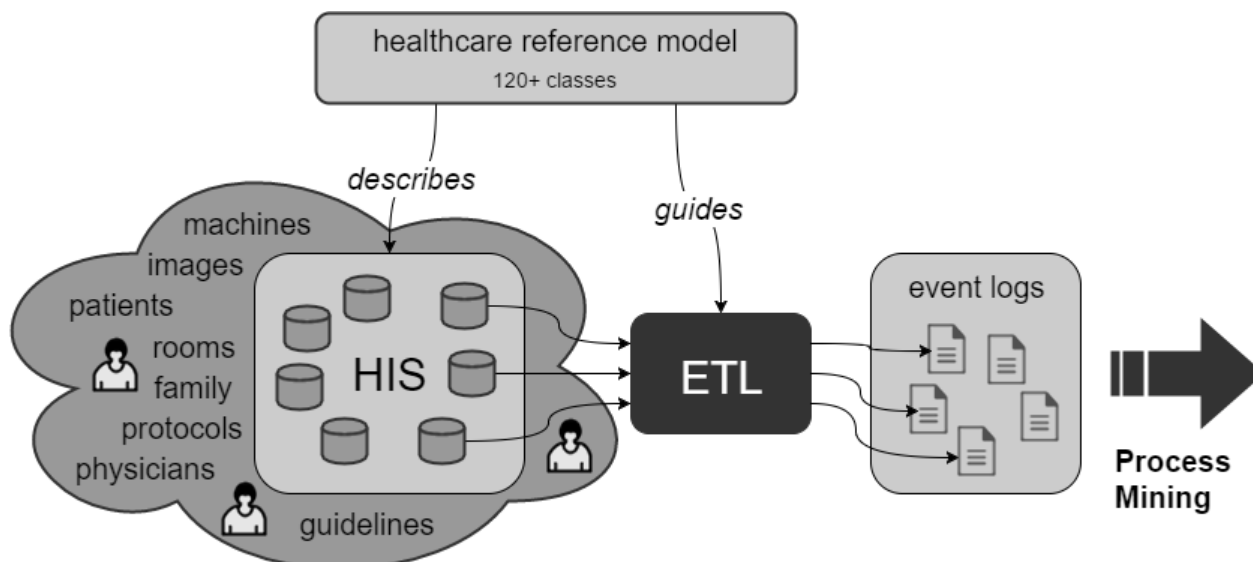 healthcare reference model
120+ classes
describes
guides
machines
images
patients
rooms
family
protocols
physicians
guidelines
HIS
ETL
event logs
Process
Mining